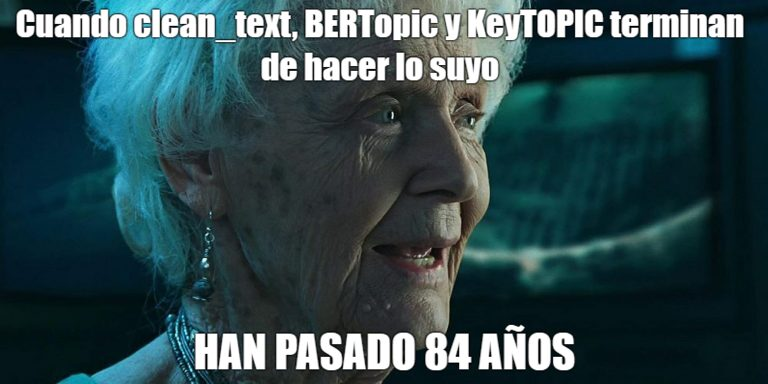 Cuando clean_text, BERTopic y KeyTOPIC terminan
de hacer lo suyo
HAN PASADO 84 AÑOS